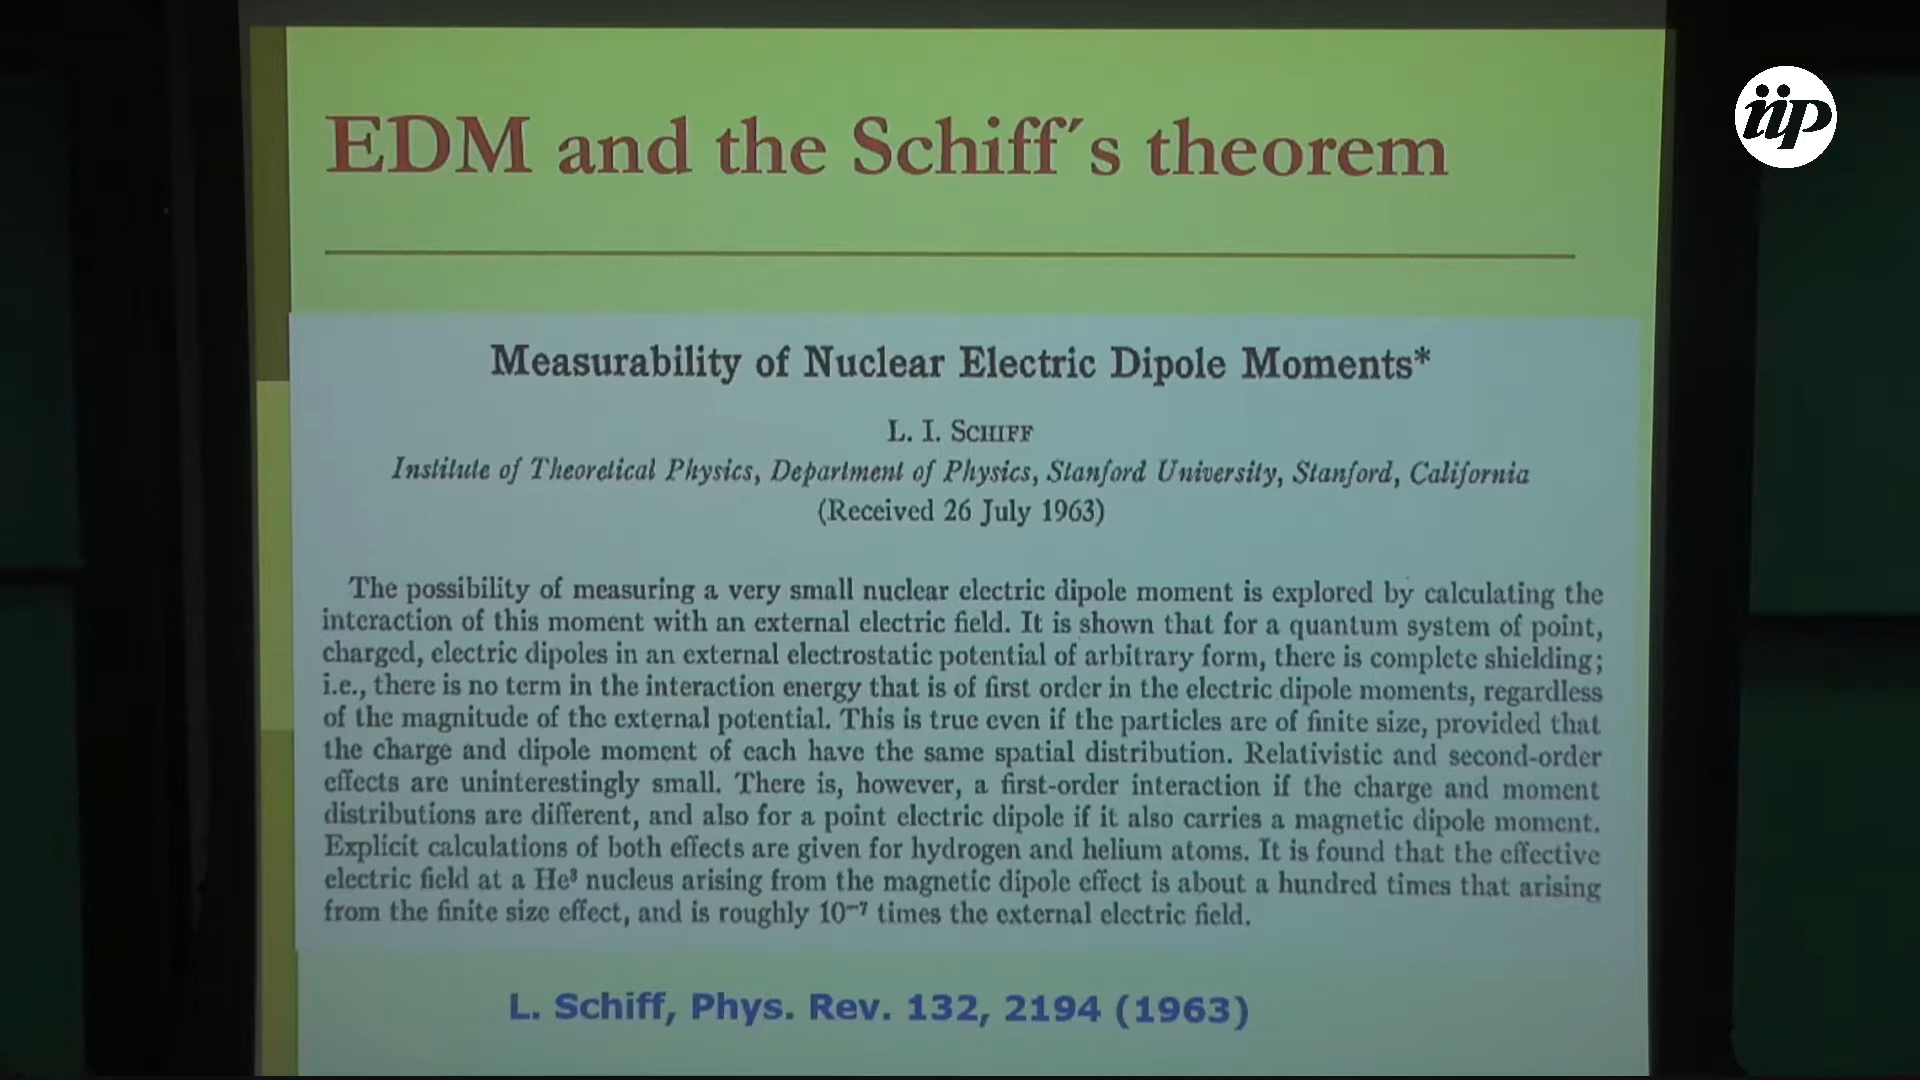 iip
EDM and the Schiff´s theorem
Measurability of Nuclear Electric Dipole Moments*
L. I. SCHIFF
Institute of Theoretical Physics, Department of Physics, Stanford University, Stanford, California
(Received 26 July 1963)
The possibility of measuring a very small nuclear electric dipole moment is explored by calculating the
interaction of this moment with an external electric field. It is shown that for a quantum system of point,
charged, electric dipoles in an external electrostatic potential of arbitrary form, there is complete shielding;
i.e., there is no term in the interaction energy that is of first order in the electric dipole moments, regardless
of the magnitude of the external potential. This is true even if the particles are of finite size, provided that
the charge and dipole moment of each have the same spatial distribution. Relativistic and second-order
effects are uninterestingly small. There is, however, a first-order interaction if the charge and moment
distributions are different, and also for a point electric dipole if it also carries a magnetic dipole moment.
Explicit calculations of both effects are given for hydrogen and helium atoms. It is found that the effective
electric field at a He³ nucleus arising from the magnetic dipole effect is about a hundred times that arising
from the finite size effect, and is roughly 10⁻⁷ times the external electric field.
L. Schiff, Phys. Rev. 132, 2194 (1963)